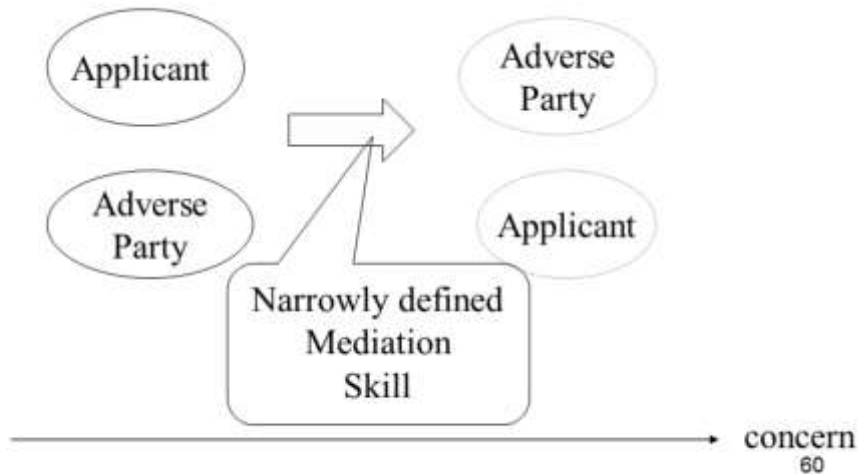 Applicant
Adverse
Party
Adverse
Party
Applicant
Narrowly defined
Mediation
Skill
concern
60